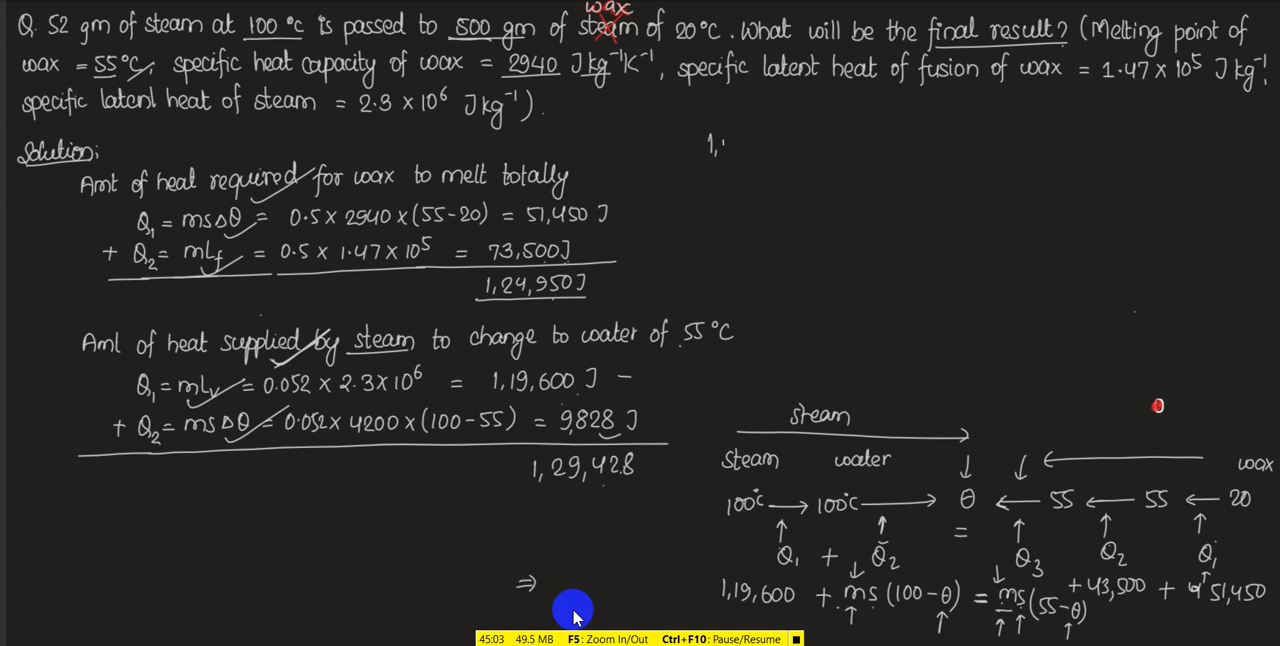 wax
Q. 52 gm of steam at 100 °c is passed to 500 gm of steam of 20°C. What will be the final result? (Melting point of
wax = 55°C, specific heat capacity of wax = 2940 Jkg⁻¹K⁻¹, specific latent heat of fusion of wax = 1.47 × 10⁵ J kg⁻¹,
specific latent heat of steam = 2.3 × 10⁶ J kg⁻¹).
Solution;
1,
Amt of heat required for wax to melt totally
Q₁ = msΔθ = 0.5 × 2940 × (55-20) = 51,450 J
+ Q₂ = mLf = 0.5 × 1.47 × 10⁵ = 73,500J
1,24,950J
Amt of heat supplied by steam to change to water of 55°C
Q₁ = mLv = 0.052 × 2.3 × 10⁶ = 1,19,600 J –
+ Q₂ = msΔθ = 0.052 × 4200 × (100-55) = 9,828 J
1,29,428
steam
steam water ↓ ↓ ← wax
100°C → 100°C → θ ← 55 ← 55 ← 20
↑ ↑ = ↑ ↑ ↑
Q₁ + Q₂ Q₃ Q₂ Q₁
⇒
1,19,600 + ms(100-θ) = ms(55-θ) + 43,500 + 51,450
45:03 49.5 MB F5: Zoom In/Out Ctrl+F10: Pause/Resume